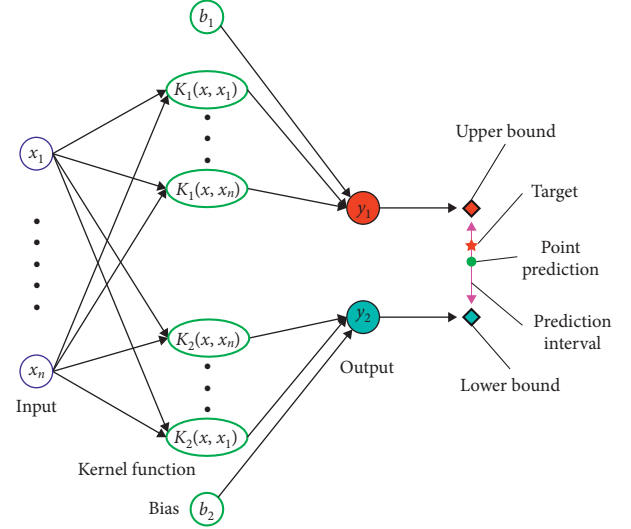 b₁
K₁(x, x₁)
x₁
K₁(x, xₙ)
y₁
Upper bound
Target
Point
prediction
y₂
K₂(x, xₙ)
Prediction
interval
xₙ
Output
Lower bound
Input
K₂(x, x₁)
Kernel function
Bias
b₂